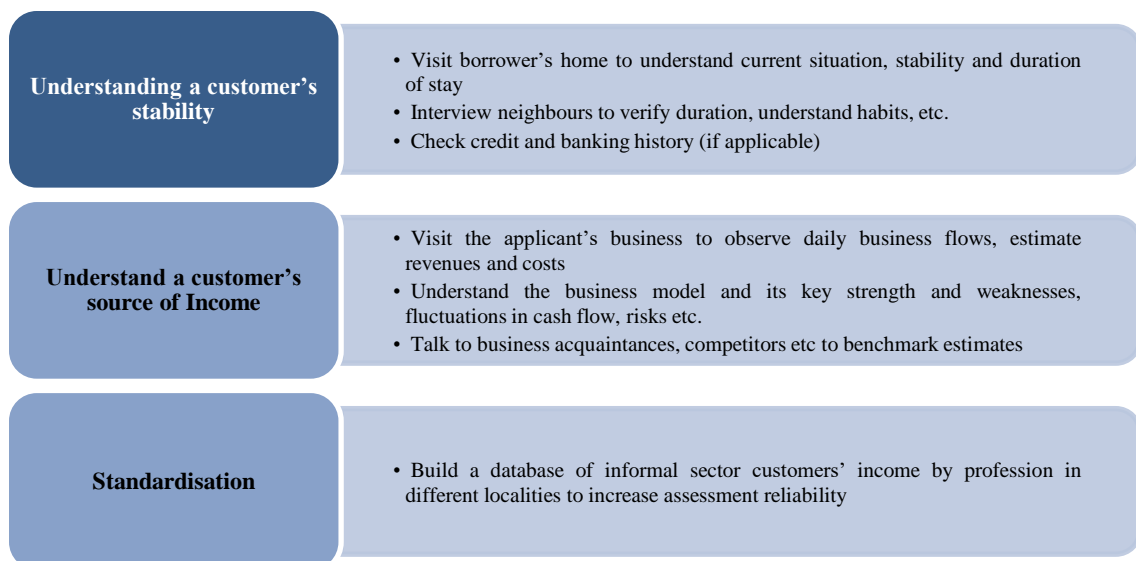 Understanding a customer's
stability
• Visit borrower's home to understand current situation, stability and duration
of stay
• Interview neighbours to verify duration, understand habits, etc.
• Check credit and banking history (if applicable)
Understand a customer's
source of Income
• Visit the applicant's business to observe daily business flows, estimate
revenues and costs
• Understand the business model and its key strength and weaknesses,
fluctuations in cash flow, risks etc.
• Talk to business acquaintances, competitors etc to benchmark estimates
Standardisation
• Build a database of informal sector customers' income by profession in
different localities to increase assessment reliability